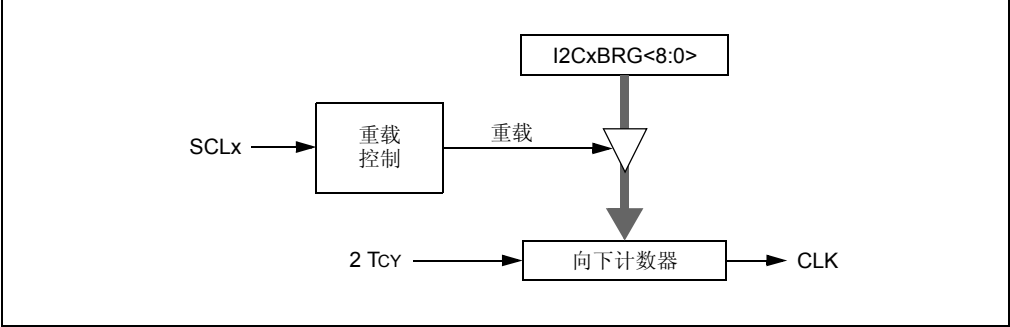 I2CxBRG<8:0>
SCLx
重载
控制
重载
2 TCY
向下计数器
CLK